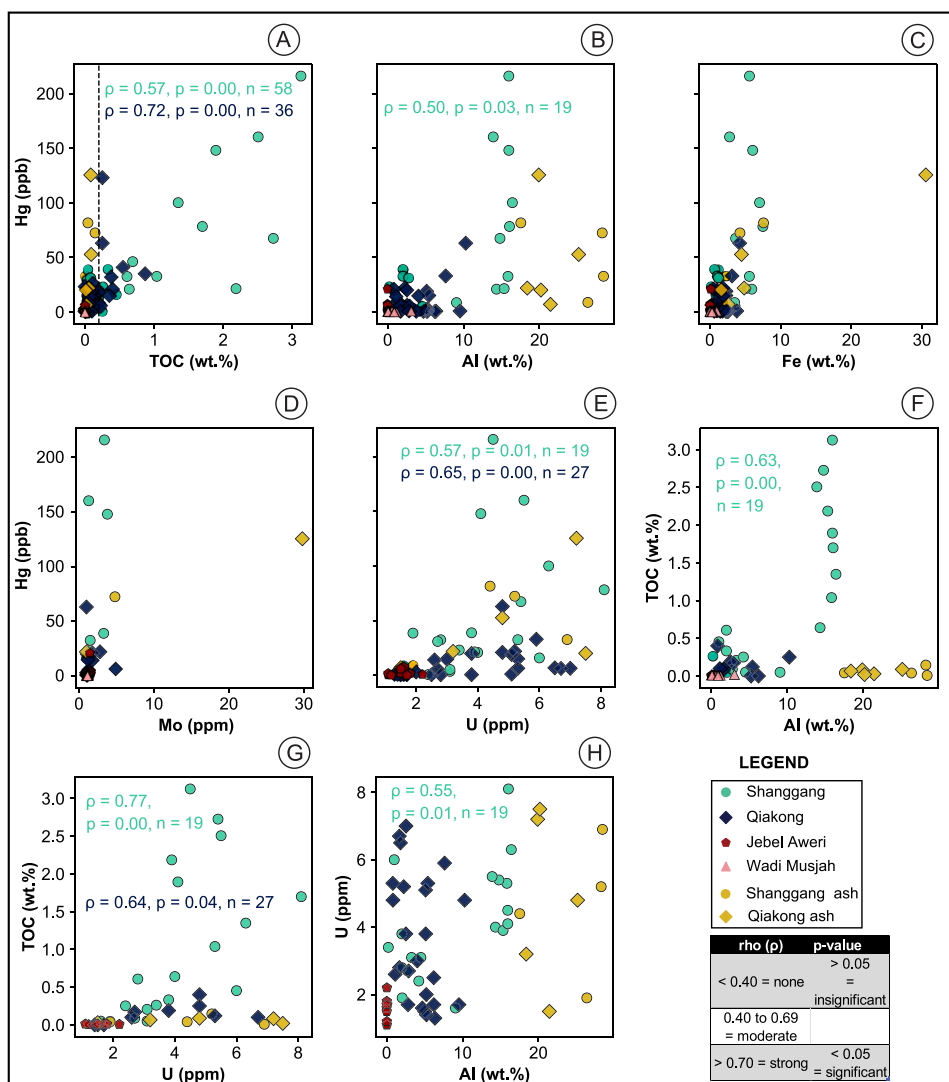 A
B
C
Hg (ppb)
200
150
100
50
0
ρ = 0.57, p = 0.00, n = 58
ρ = 0.72, p = 0.00, n = 36
0
1
2
3
TOC (wt.%)
ρ = 0.50, p = 0.03, n = 19
0
10
20
Al (wt.%)
0
10
20
30
Fe (wt.%)
D
E
F
Hg (ppb)
200
150
100
50
0
0
10
20
30
Mo (ppm)
ρ = 0.57, p = 0.01, n = 19
ρ = 0.65, p = 0.00, n = 27
2
4
6
8
U (ppm)
TOC (wt.%)
3.0
2.5
2.0
1.5
1.0
0.5
0.0
ρ = 0.63,
p = 0.00,
n = 19
0
10
20
Al (wt.%)
G
H
TOC (wt.%)
3.0
2.5
2.0
1.5
1.0
0.5
0.0
ρ = 0.77,
p = 0.00, n = 19
ρ = 0.64, p = 0.04, n = 27
2
4
6
8
U (ppm)
U (ppm)
8
6
4
2
ρ = 0.55,
p = 0.01, n = 19
0
10
20
Al (wt.%)
LEGEND
Shanggang
Qiakong
Jebel Aweri
Wadi Musjah
Shanggang ash
Qiakong ash
rho (ρ) p-value
< 0.40 = none > 0.05 = insignificant
0.40 to 0.69 = moderate
> 0.70 = strong < 0.05 = significant